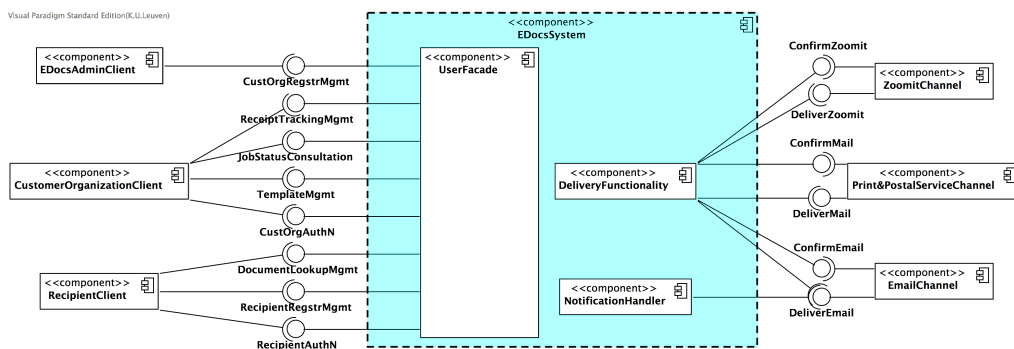 Visual Paradigm Standard Edition(K.U.Leuven)
<<component>>
EDocsSystem
<<component>>
EDocsAdminClient
CustOrgRegstrMgmt
<<component>>
UserFacade
ConfirmZoomit
<<component>>
ZoomitChannel
DeliverZoomit
ReceiptTrackingMgmt
JobStatusConsultation
<<component>>
CustomerOrganizationClient
TemplateMgmt
CustOrgAuthN
<<component>>
DeliveryFunctionality
ConfirmMail
<<component>>
Print&PostalServiceChannel
DeliverMail
DocumentLookupMgmt
<<component>>
RecipientClient
RecipientRegstrMgmt
RecipientAuthN
<<component>>
NotificationHandler
ConfirmEmail
<<component>>
EmailChannel
DeliverEmail